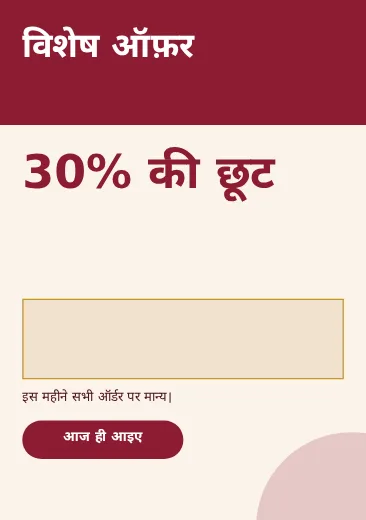 विशेष ऑफ़र
30% की छूट
इस महीने सभी ऑर्डर पर मान्य|
आज ही आइए